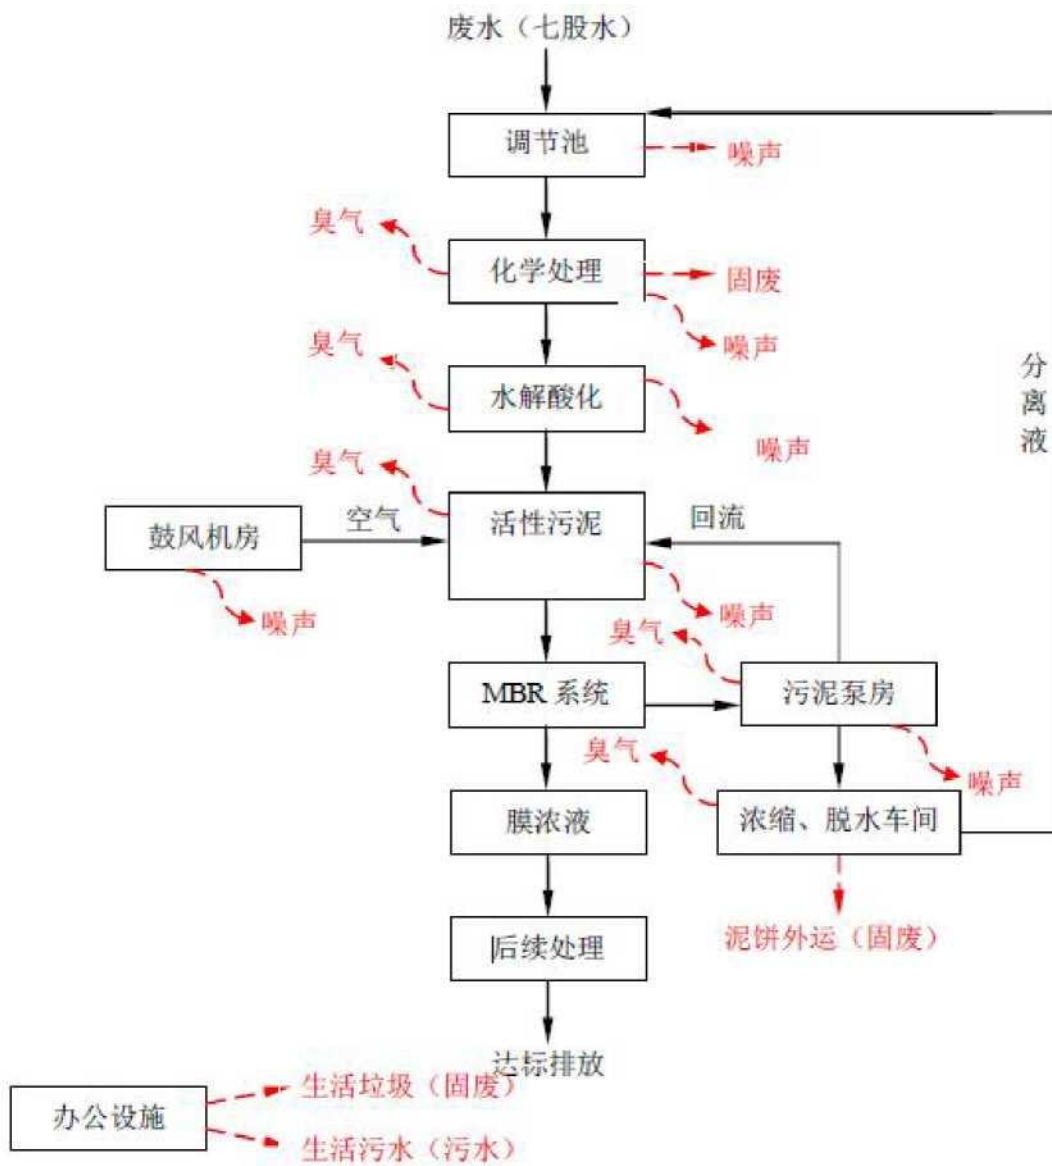 废水（七股水）
调节池
噪声
臭气
化学处理
固废
噪声
臭气
水解酸化
噪声
分离液
臭气
活性污泥
空气
回流
鼓风机房
噪声
噪声
臭气
MBR 系统
污泥泵房
臭气
噪声
膜浓液
浓缩、脱水车间
泥饼外运（固废）
后续处理
达标排放
办公设施
生活垃圾（固废）
生活污水（污水）